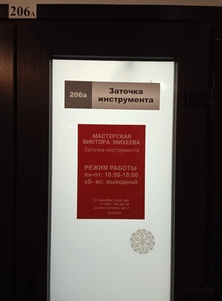 206А
206а
Заточка
инструмента
МАСТЕРСКАЯ
ВИКТОРА МИХЕЕВА
Заточка инструмента
РЕЖИМ РАБОТЫ
пн-пт: 10:00-18:00
сб- вс: выходной